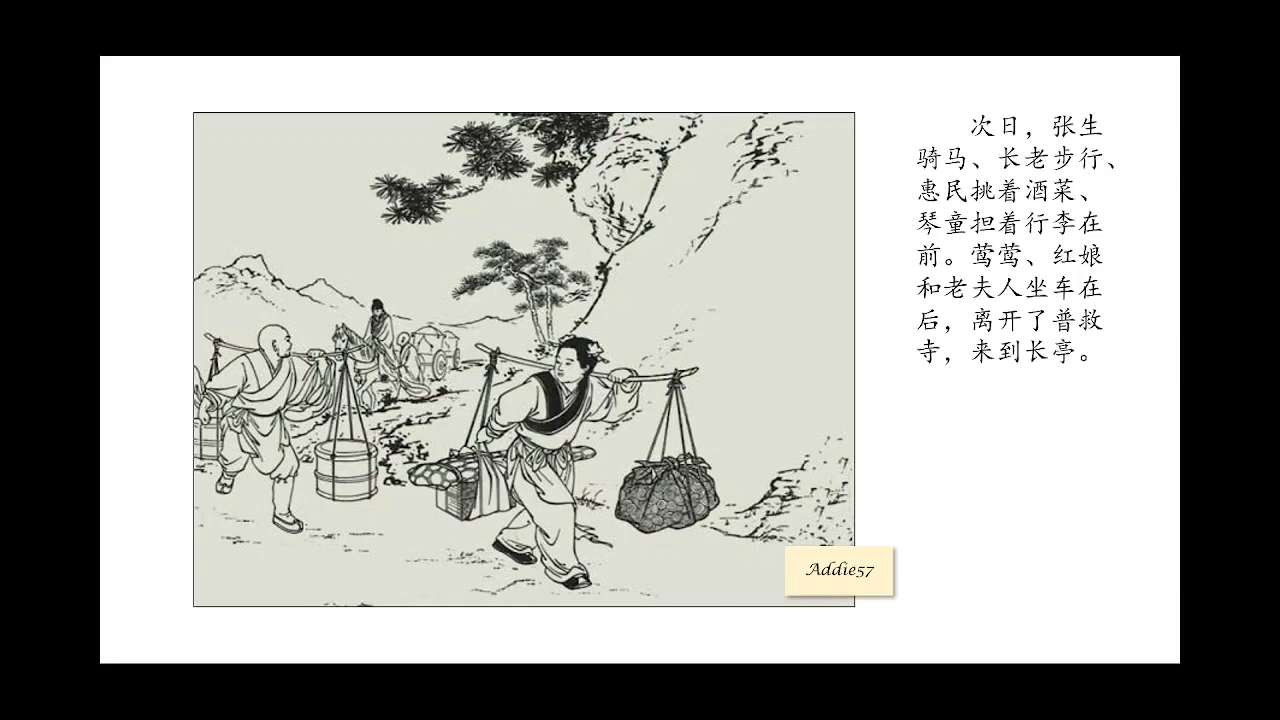 次日，张生
骑马、长老步行、
惠民挑着酒菜、
琴童担着行李在
前。莺莺、红娘
和老夫人坐车在
后，离开了普救
寺，来到长亭。
Addie57